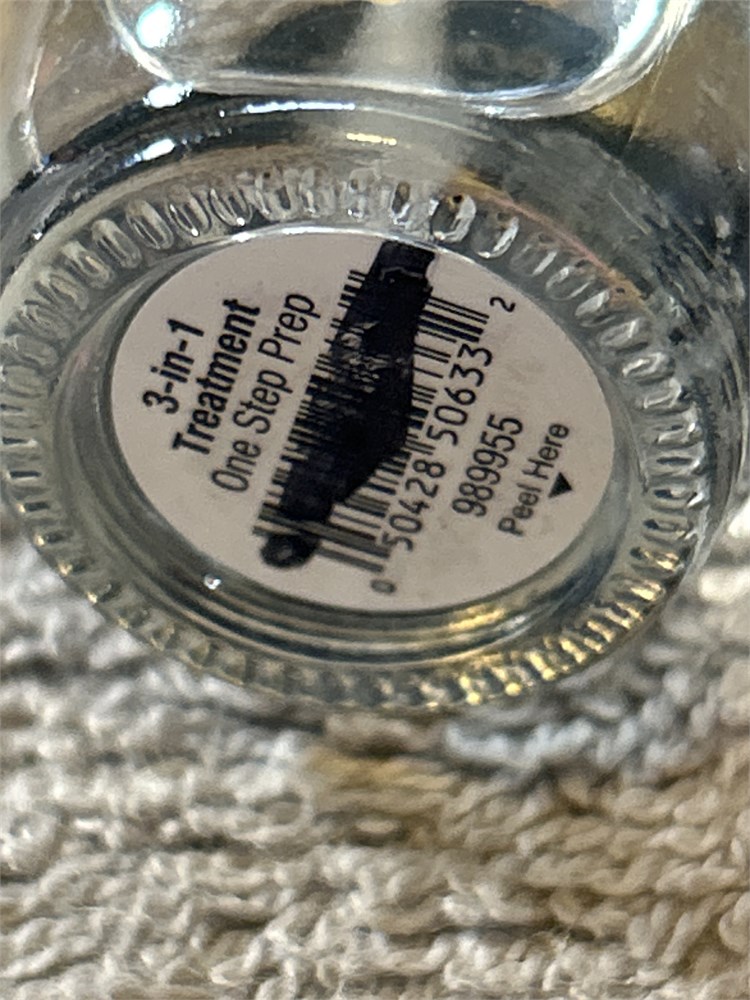 3-in-1
Treatment
One Step Prep
0 50428 50633 2
989955
Peel Here